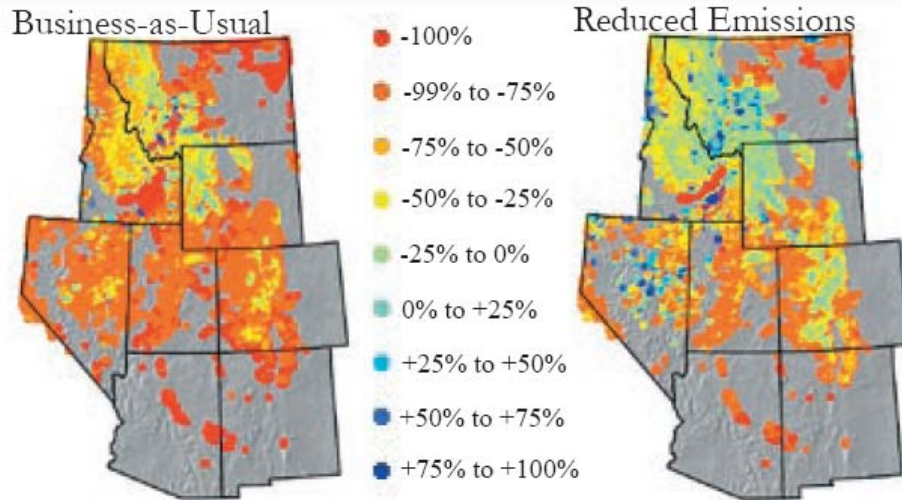 Business-as-Usual
Reduced Emissions
-100%
-99% to -75%
-75% to -50%
-50% to -25%
-25% to 0%
0% to +25%
+25% to +50%
+50% to +75%
+75% to +100%